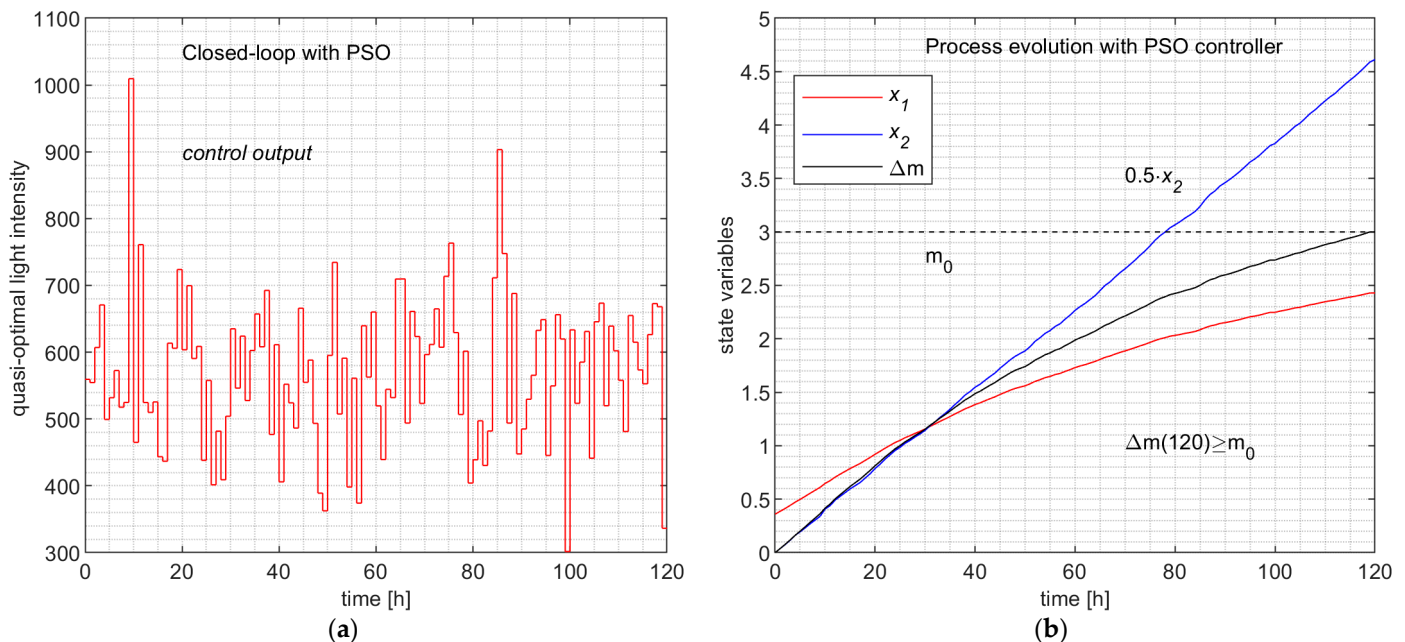 1100
1000
900
800
700
600
500
400
300
quasi-optimal light intensity
Closed-loop with PSO
control output
0 20 40 60 80 100 120
time [h]
(a)
5
4.5
4
3.5
3
2.5
2
1.5
1
0.5
0
state variables
Process evolution with PSO controller
x₁
x₂
Δm
0.5·x₂
m₀
Δm(120)≥m₀
0 20 40 60 80 100 120
time [h]
(b)